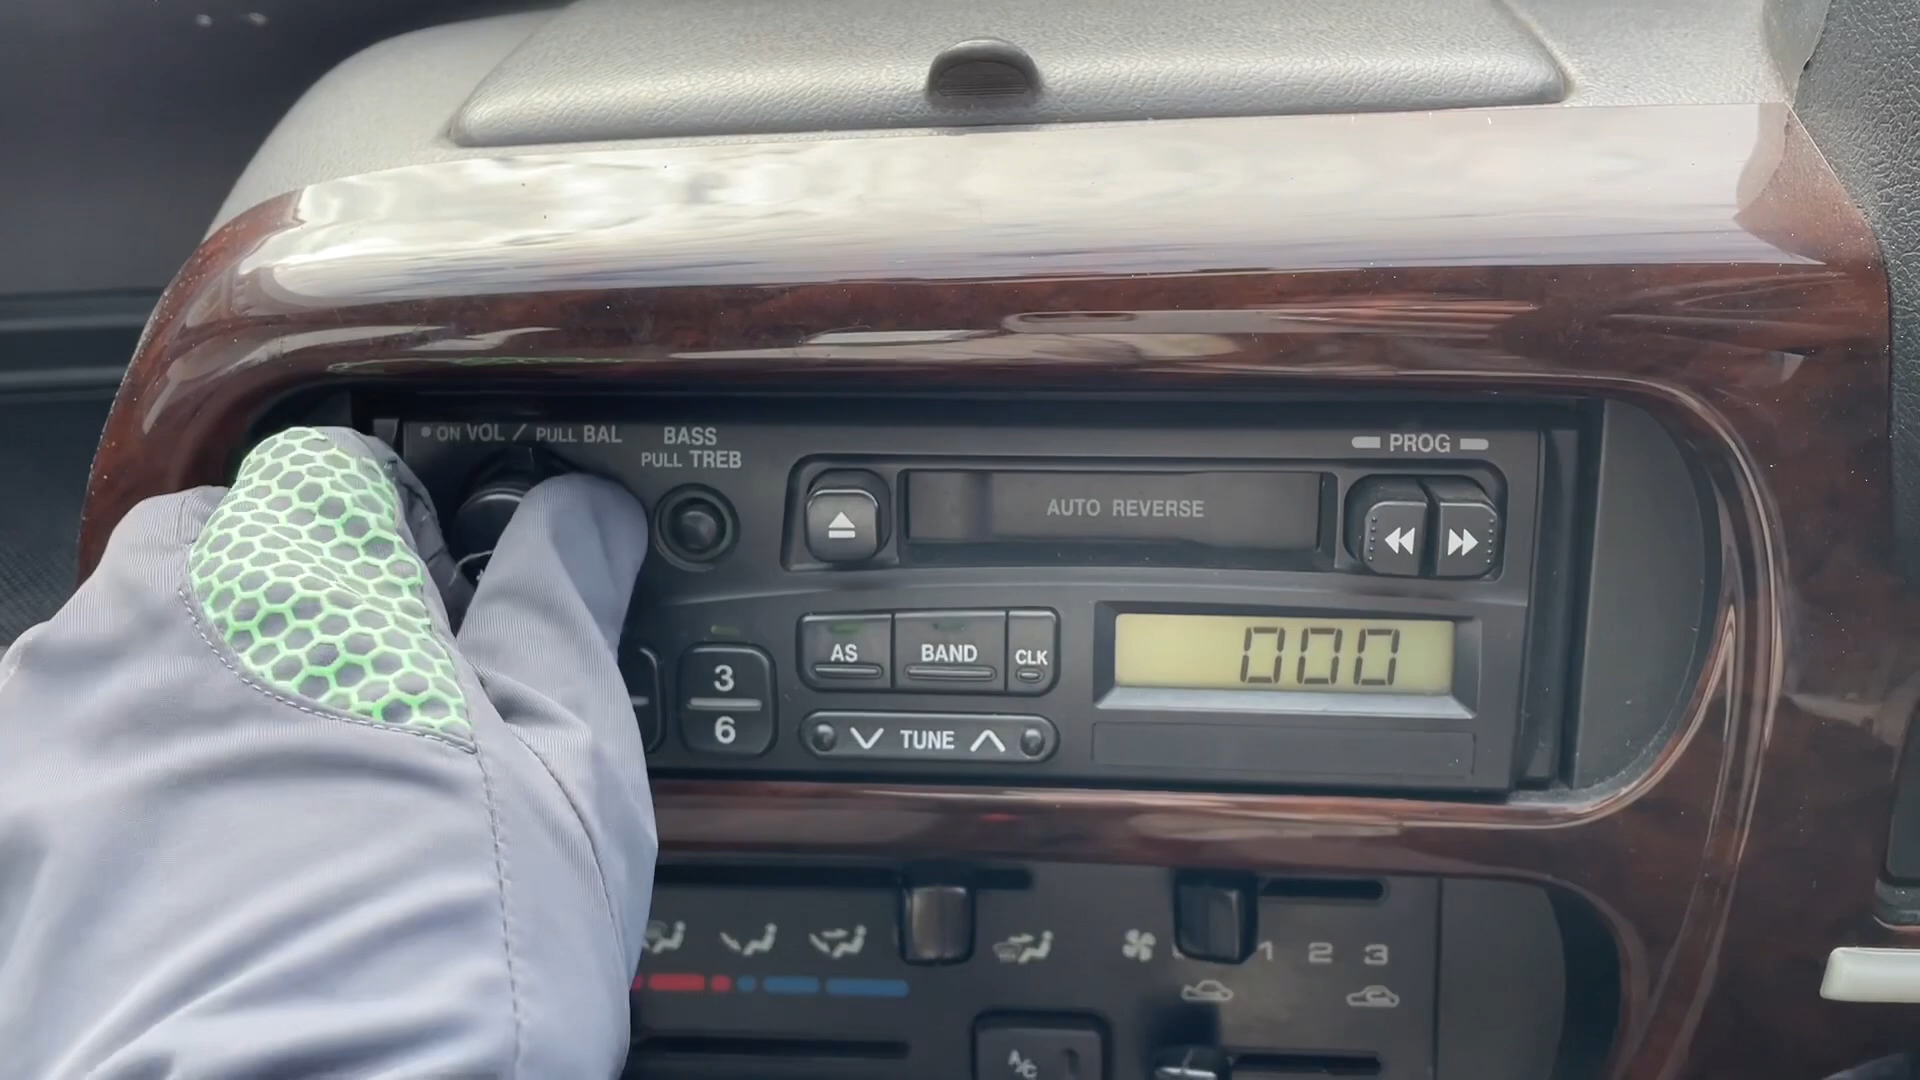 ON VOL / PULL BAL
BASS
PULL TREB
PROG
AUTO REVERSE
AS
BAND
CLK
000
3
6
TUNE
1 2 3
A/C